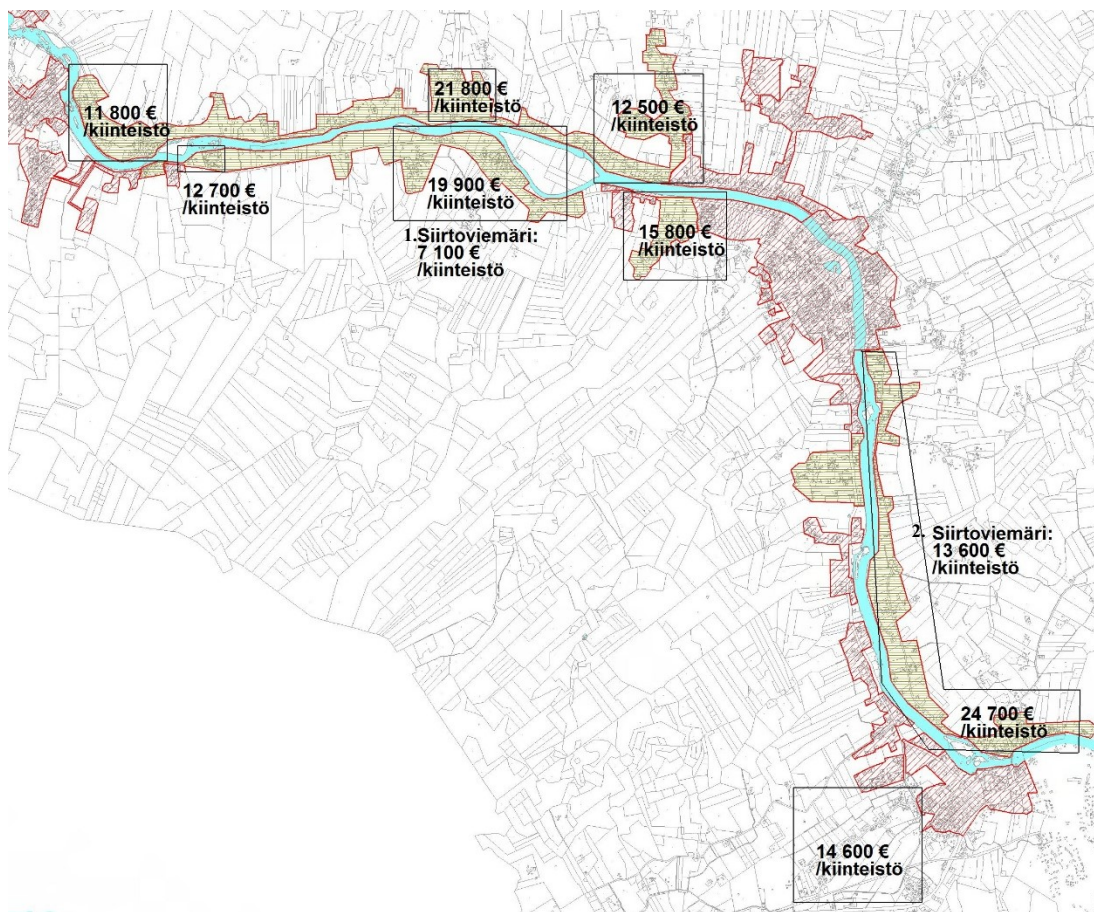 21 800 €
/kiinteistö
11 800 €
/kiinteistö
12 500 €
/kiinteistö
12 700 €
/kiinteistö
19 900 €
/kiinteistö
1.Siirtoviemäri:
7 100 €
/kiinteistö
15 800 €
/kiinteistö
2. Siirtoviemäri:
13 600 €
/kiinteistö
24 700 €
/kiinteistö
14 600 €
/kiinteistö